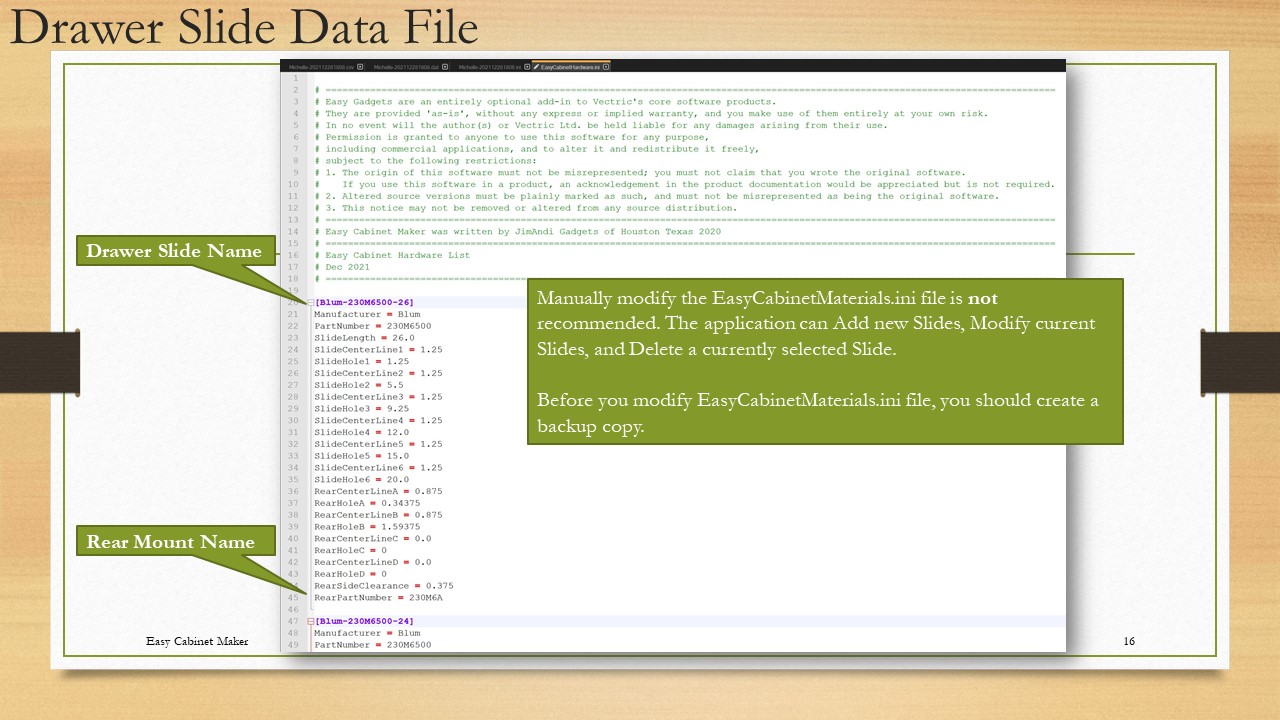 Drawer Slide Data File
Michelle-202112281808.csv Michelle-202112281808.dat Michelle-202112281808.ini EasyCabinetHardware.ini
1
2 # ==================================================================================
3 # Easy Gadgets are an entirely optional add-in to Vectric's core software products.
4 # They are provided 'as-is', without any express or implied warranty, and you make use of them entirely at your own risk.
5 # In no event will the author(s) or Vectric Ltd. be held liable for any damages arising from their use.
6 # Permission is granted to anyone to use this software for any purpose,
7 # including commercial applications, and to alter it and redistribute it freely,
8 # subject to the following restrictions:
9 # 1. The origin of this software must not be misrepresented; you must not claim that you wrote the original software.
10 # If you use this software in a product, an acknowledgement in the product documentation would be appreciated but is not required.
11 # 2. Altered source versions must be plainly marked as such, and must not be misrepresented as being the original software.
12 # 3. This notice may not be removed or altered from any source distribution.
13 # ==================================================================================
14 # Easy Cabinet Maker was written by JimAndi Gadgets of Houston Texas 2020
15 # ==================================================================================
16 # Easy Cabinet Hardware List
17 # Dec 2021
18 # ====================================
19
20 [Blum-230M6500-26]
21 Manufacturer = Blum
22 PartNumber = 230M6500
23 SlideLength = 26.0
24 SlideCenterLine1 = 1.25
25 SlideHole1 = 1.25
26 SlideCenterLine2 = 1.25
27 SlideHole2 = 5.5
28 SlideCenterLine3 = 1.25
29 SlideHole3 = 9.25
30 SlideCenterLine4 = 1.25
31 SlideHole4 = 12.0
32 SlideCenterLine5 = 1.25
33 SlideHole5 = 15.0
34 SlideCenterLine6 = 1.25
35 SlideHole6 = 20.0
36 RearCenterLineA = 0.875
37 RearHoleA = 0.34375
38 RearCenterLineB = 0.875
39 RearHoleB = 1.59375
40 RearCenterLineC = 0.0
41 RearHoleC = 0
42 RearCenterLineD = 0.0
43 RearHoleD = 0
44 RearSideClearance = 0.375
45 RearPartNumber = 230M6A
46
47 [Blum-230M6500-24]
48 Manufacturer = Blum
49 PartNumber = 230M6500
Drawer Slide Name
Rear Mount Name
Manually modify the EasyCabinetMaterials.ini file is not
recommended. The application can Add new Slides, Modify current
Slides, and Delete a currently selected Slide.
Before you modify EasyCabinetMaterials.ini file, you should create a
backup copy.
Easy Cabinet Maker
16